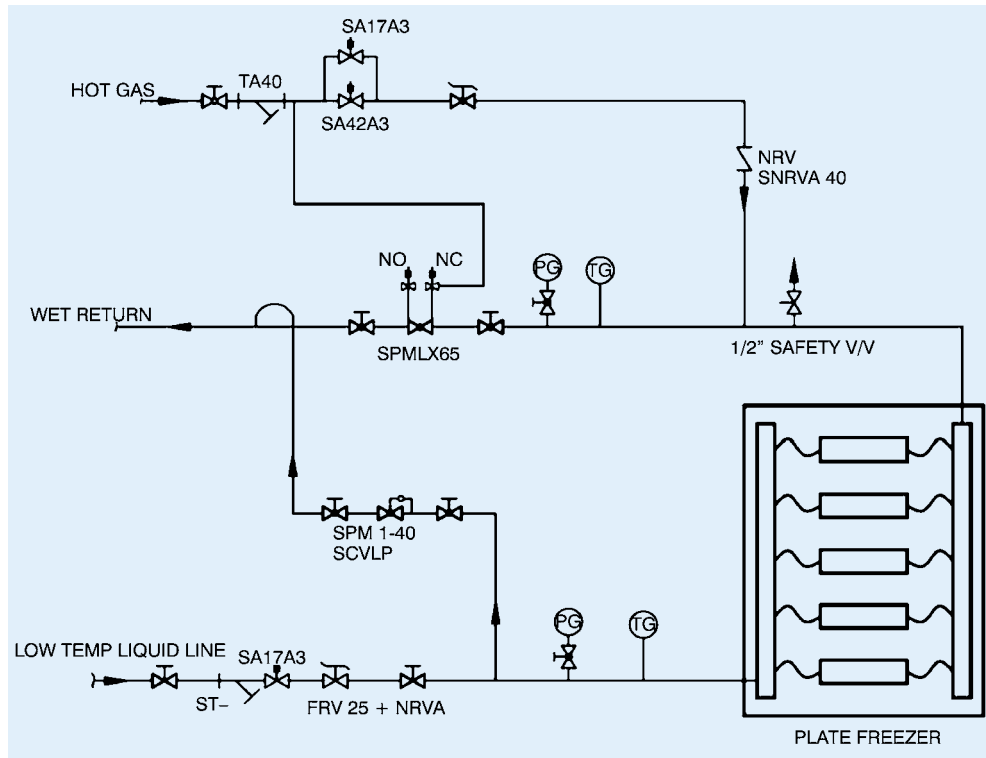 SA17A3
HOT GAS
TA40
SA42A3
NRV
SNRVA 40
NO
NC
PG
TG
WET RETURN
SPMLX65
1/2” SAFETY V/V
SPM 1-40
SCVLP
PG
TG
LOW TEMP LIQUID LINE
SA17A3
ST–
FRV 25 + NRVA
PLATE FREEZER